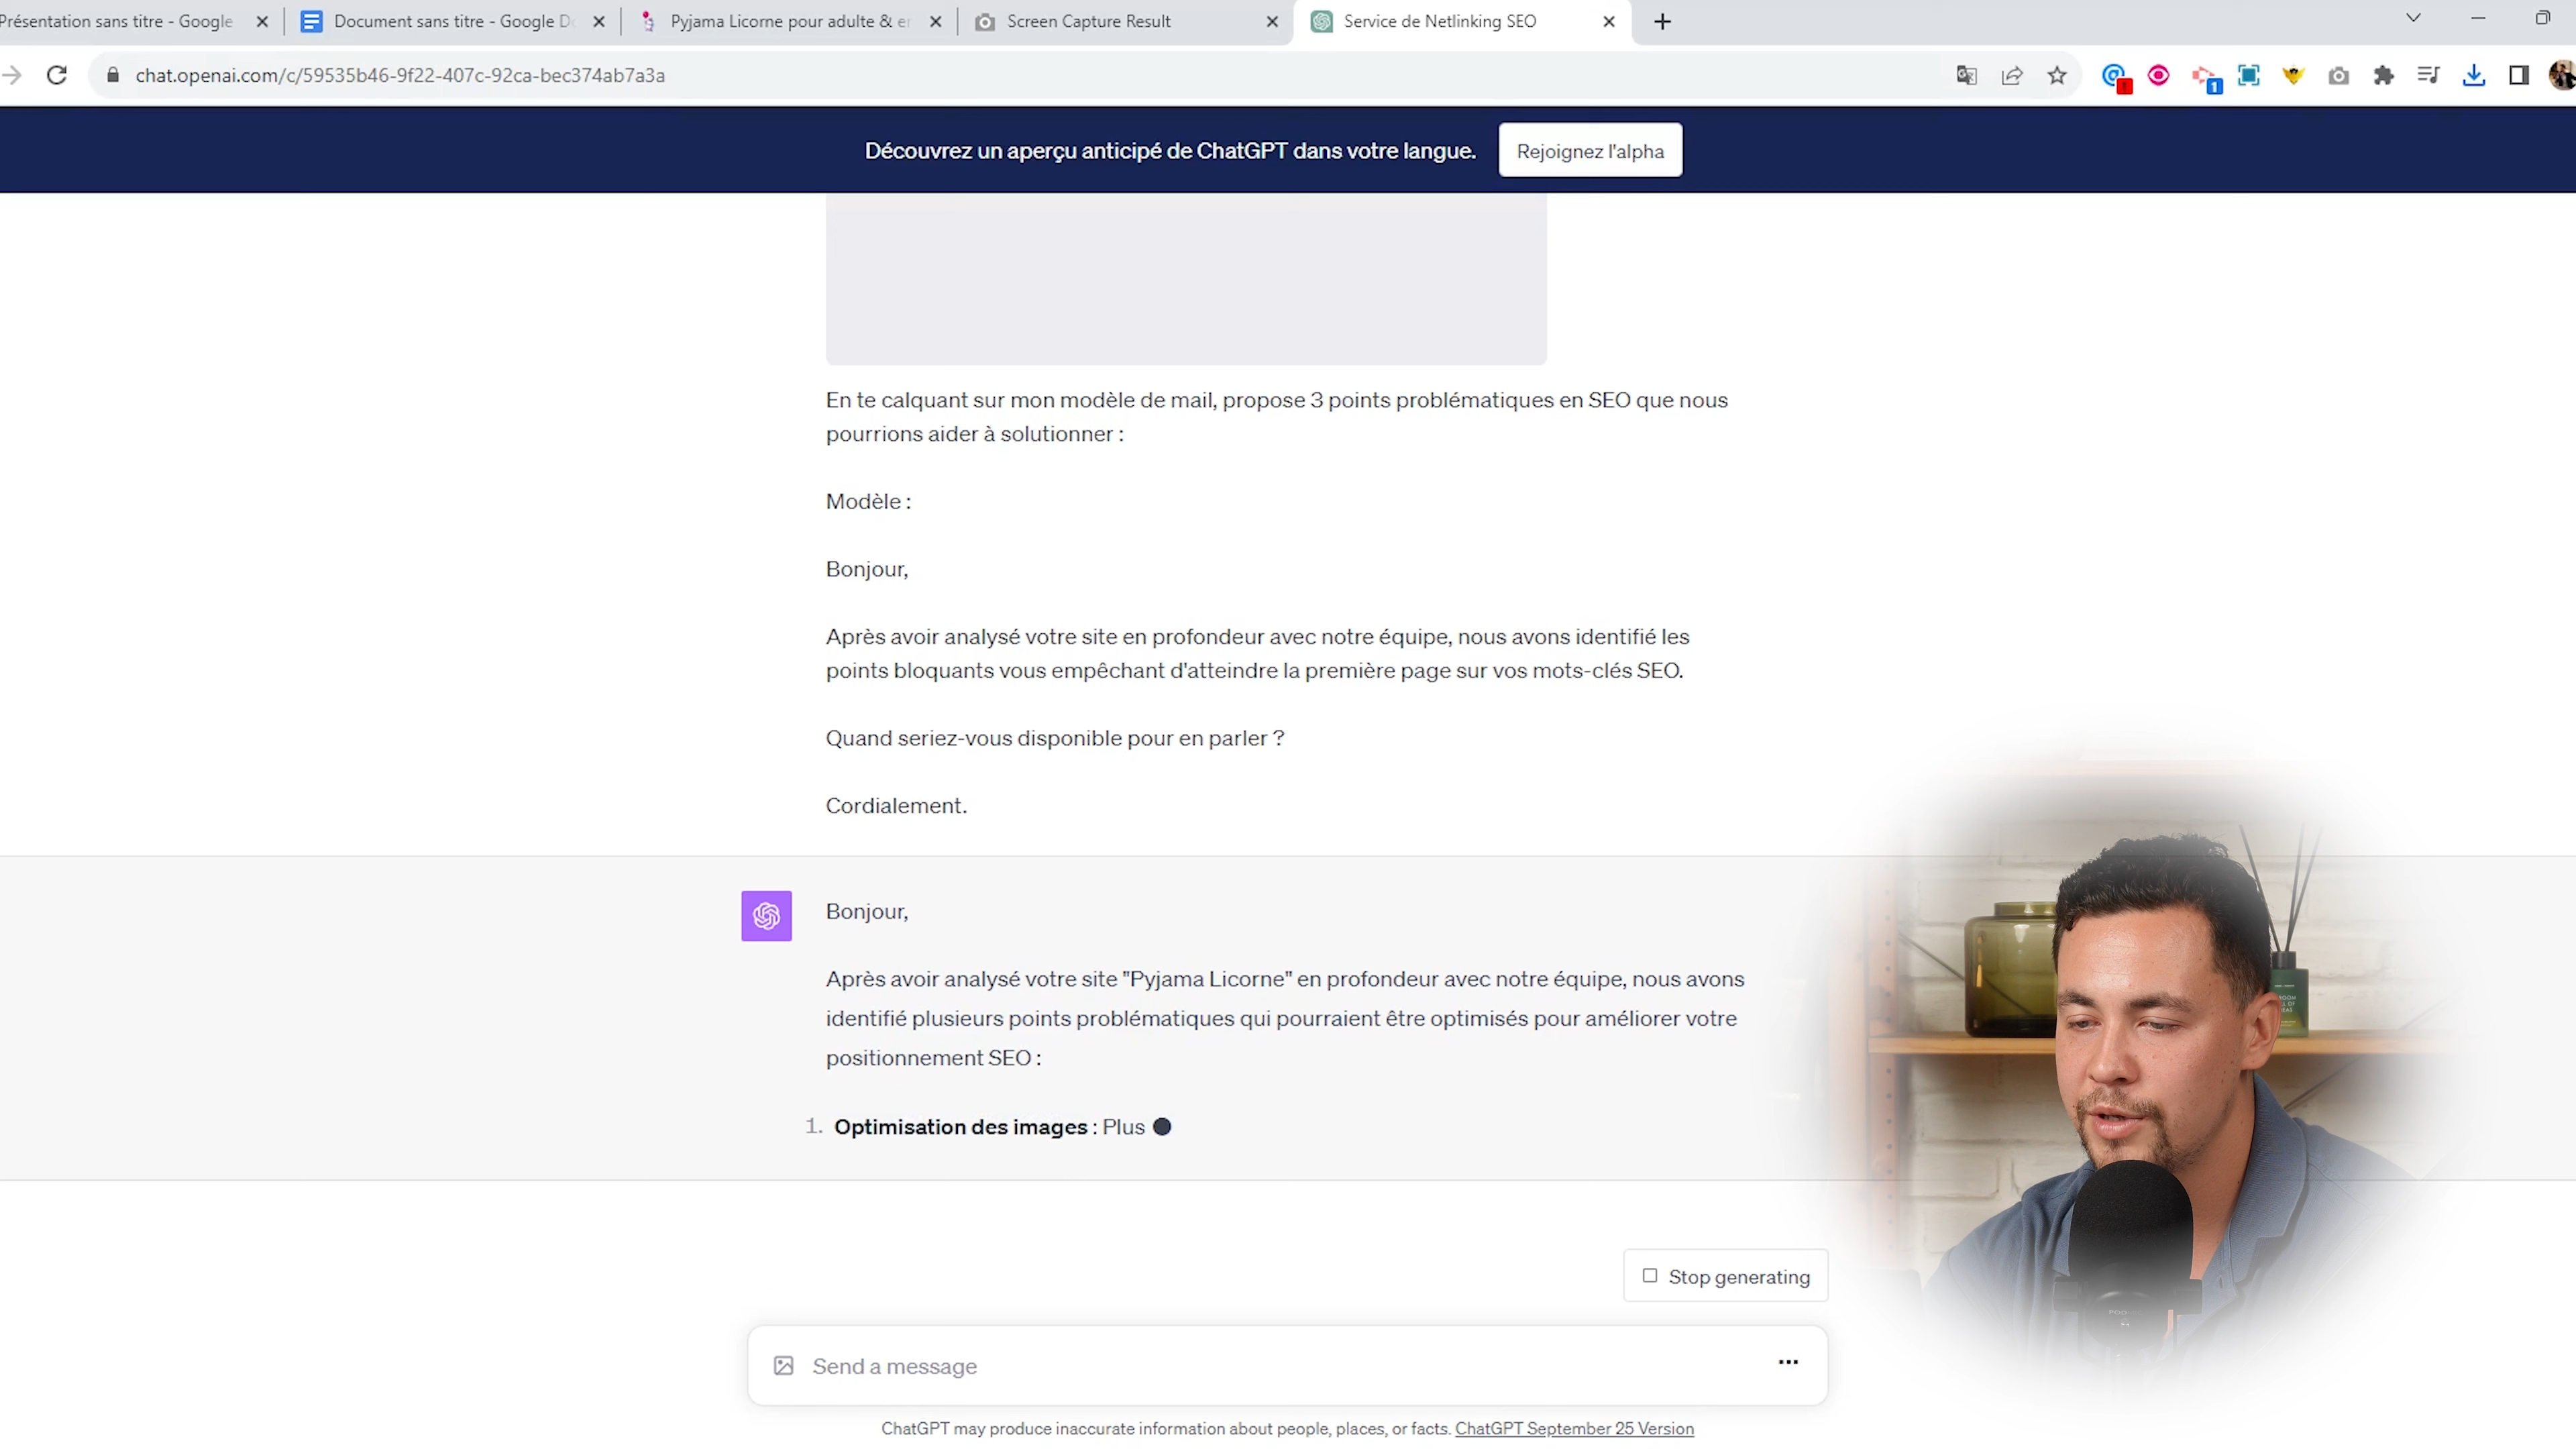 Présentation sans titre - Google
Document sans titre - Google D
Pyjama Licorne pour adulte & e
Screen Capture Result
Service de Netlinking SEO
chat.openai.com/c/59535b46-9f22-407c-92ca-bec374ab7a3a
1
Découvrez un aperçu anticipé de ChatGPT dans votre langue.
Rejoignez l'alpha
En te calquant sur mon modèle de mail, propose 3 points problématiques en SEO que nous
pourrions aider à solutionner :
Modèle :
Bonjour,
Après avoir analysé votre site en profondeur avec notre équipe, nous avons identifié les
points bloquants vous empêchant d'atteindre la première page sur vos mots-clés SEO.
Quand seriez-vous disponible pour en parler ?
Cordialement.
Bonjour,
Après avoir analysé votre site "Pyjama Licorne" en profondeur avec notre équipe, nous avons
identifié plusieurs points problématiques qui pourraient être optimisés pour améliorer votre
positionnement SEO :
1. Optimisation des images : Plus
Stop generating
Send a message
ChatGPT may produce inaccurate information about people, places, or facts. ChatGPT September 25 Version